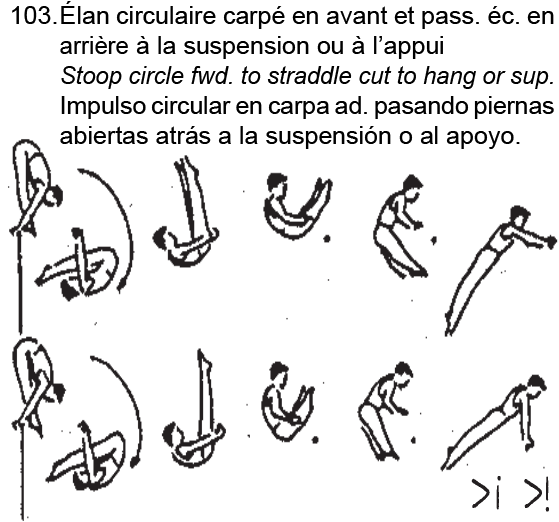 103.Élan circulaire carpé en avant et pass. éc. en
arrière à la suspension ou à l'appui
Stoop circle fwd. to straddle cut to hang or sup.
Impulso circular en carpa ad. pasando piernas
abiertas atrás a la suspensión o al apoyo.